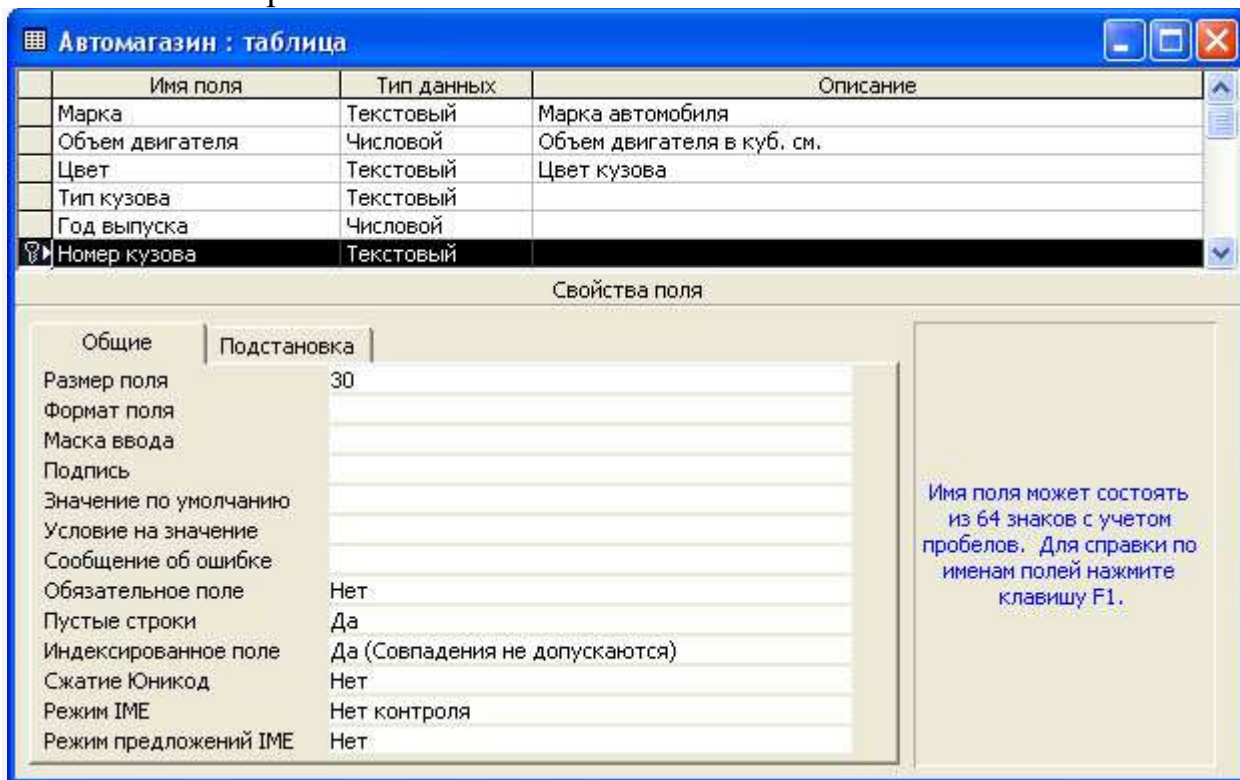 Автомагазин : таблица
Имя поля Тип данных Описание
Марка Текстовый Марка автомобиля
Объем двигателя Числовой Объем двигателя в куб. см.
Цвет Текстовый Цвет кузова
Тип кузова Текстовый
Год выпуска Числовой
Номер кузова Текстовый
Свойства поля
Общие Подстановка
Размер поля 30
Формат поля
Маска ввода
Подпись
Значение по умолчанию
Условие на значение
Сообщение об ошибке
Обязательное поле Нет
Пустые строки Да
Индексированное поле Да (Совпадения не допускаются)
Сжатие Юникод Нет
Режим IME Нет контроля
Режим предложений IME Нет
Имя поля может состоять
из 64 знаков с учетом
пробелов. Для справки по
именам полей нажмите
клавишу F1.